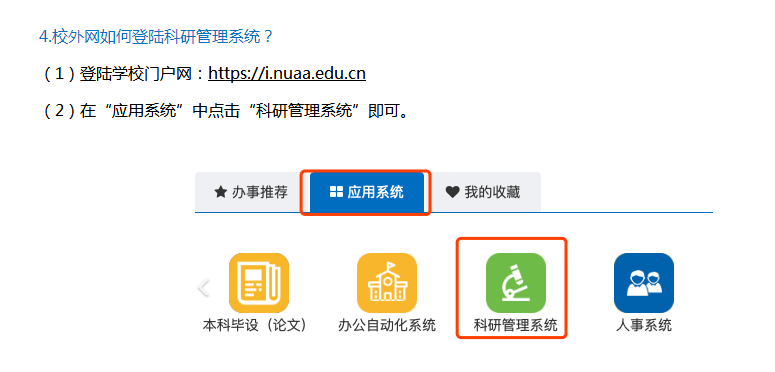 4.校外网如何登陆科研管理系统？
（1）登陆学校门户网：https://i.nuaa.edu.cn
（2）在“应用系统”中点击“科研管理系统”即可。
办事推荐 应用系统 我的收藏
本科毕设（论文） 办公自动化系统 科研管理系统 人事系统